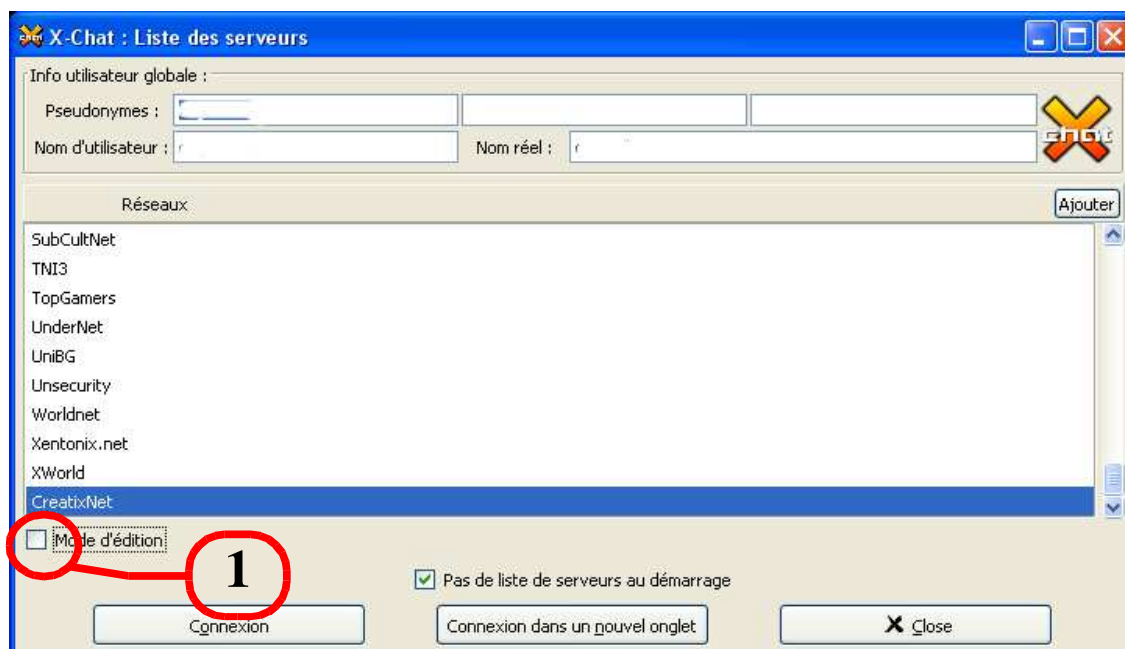 X-Chat : Liste des serveurs
Info utilisateur globale :
Pseudonymes :
Nom d'utilisateur :
Nom réel :
chat
Réseaux
Ajouter
SubCultNet
TNI3
TopGamers
UnderNet
UniBG
Unsecurity
Worldnet
Xentonix.net
XWorld
CreatixNet
Mode d'édition
1
Pas de liste de serveurs au démarrage
Connexion
Connexion dans un nouvel onglet
Close